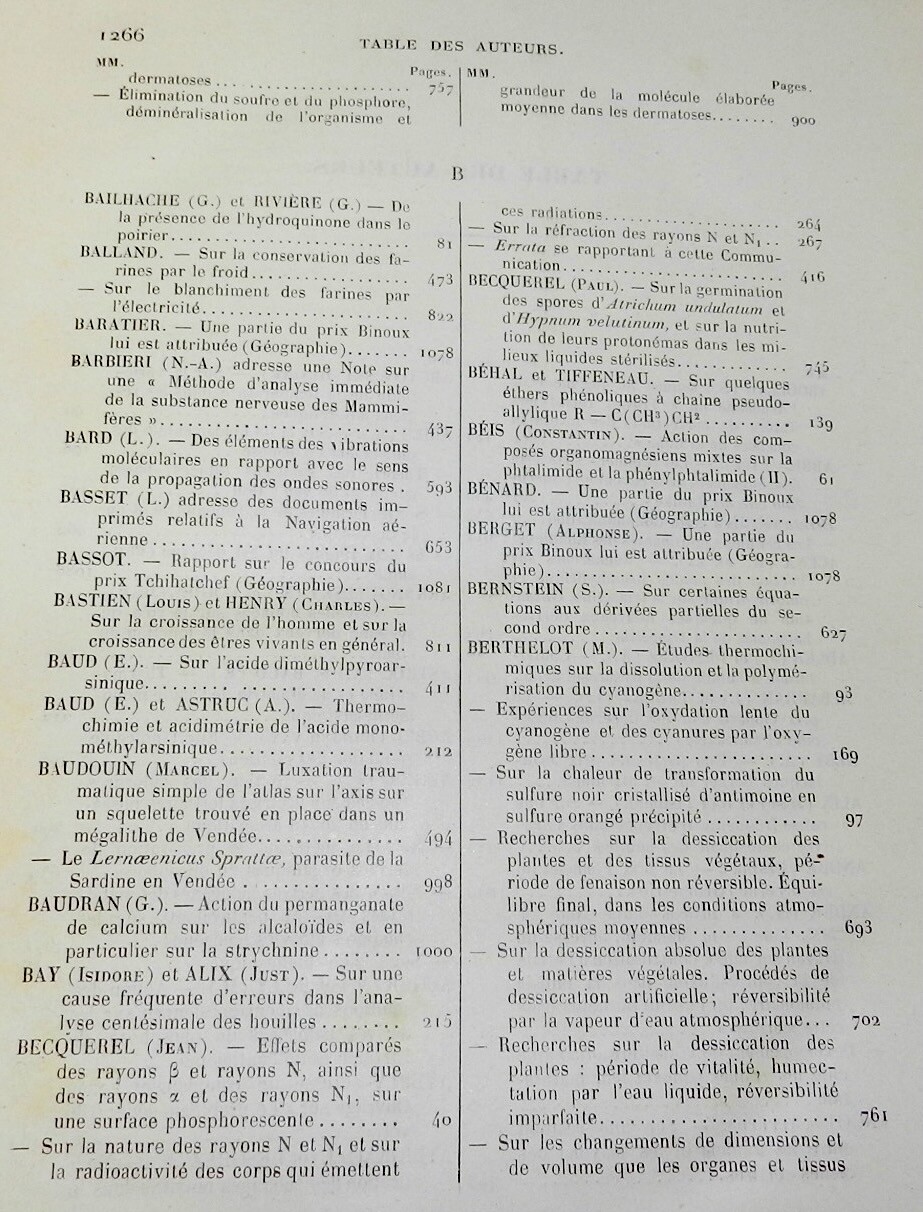 1266
TABLE DES AUTEURS.
MM. Pages.
dermatoses ... 757
— Élimination du soufre et du phosphore,
déminéralisation de l'organisme et
MM. Pages.
grandeur de la molécule élaborée
moyenne dans les dermatoses........ 900
B
BAILHACHE (G.) et RIVIÈRE (G.) — De
la présence de l'hydroquinone dans le
poirier........................... 81
BALLAND. — Sur la conservation des fa-
rines par le froid.................. 473
— Sur le blanchiment des farines par
l'électricité....................... 822
BARATIER. — Une partie du prix Binoux
lui est attribuée (Géographie)....... 1078
BARBIERI (N.-A.) adresse une Note sur
une « Méthode d'analyse immédiate
de la substance nerveuse des Mammi-
fères »........................... 437
BARD (L.). — Des éléments des vibrations
moléculaires en rapport avec le sens
de la propagation des ondes sonores . 593
BASSET (L.) adresse des documents im-
primés relatifs à la Navigation aé-
rienne ........................... 653
BASSOT. — Rapport sur le concours du
prix Tchihatchef (Géographie)....... 1081
BASTIEN (Louis) et HENRY (Charles). —
Sur la croissance de l'homme et sur la
croissance des êtres vivants en général. 811
BAUD (E.). — Sur l'acide diméthylpyroar-
sinique........ ................. 411
BAUD (E.) et ASTRUC (A.). — Thermo-
chimie et acidimétrie de l'acide mono-
méthylarsinique................... 212
BAUDOUIN (Marcel). — Luxation trau-
matique simple de l'atlas sur l'axis sur
un squelette trouvé en place dans un
mégalithe de Vendée............... 494
— Le Lernæenicus Sprattæ, parasite de la
Sardine en Vendée ............... 998
BAUDRAN (G.). — Action du permanganate
de calcium sur les alcaloïdes et en
particulier sur la strychnine........ 1000
BAY (Isidore) et ALIX (Just). — Sur une
cause fréquente d'erreurs dans l'ana-
lyse centésimale des houilles ........ 215
BECQUEREL (Jean). — Effets comparés
des rayons β et rayons N, ainsi que
des rayons α et des rayons N₁, sur
une surface phosphorescente........ 40
— Sur la nature des rayons N et N₁ et sur
la radioactivité des corps qui émettent
ces radiations..................... 264
— Sur la réfraction des rayons N et N₁ .. 267
— Errata se rapportant à cette Commu-
nication.......................... 416
BECQUEREL (Paul). — Sur la germination
des spores d'Atrichum undulatum et
d'Hypnum velutinum, et sur la nutri-
tion de leurs protonémas dans les mi-
lieux liquides stérilisés............. 745
BÉHAL et TIFFENEAU. — Sur quelques
éthers phénoliques à chaine pseudo-
allylique R — C(CH³)CH² .......... 139
BÉIS (Constantin). — Action des com-
posés organomagnésiens mixtes sur la
phtalimide et la phénylphtalimide (II). 61
BÉNARD. — Une partie du prix Binoux
lui est attribuée (Géographie)....... 1078
BERGET (Alphonse). — Une partie du
prix Binoux lui est attribuée (Géogra-
phie)............................. 1078
BERNSTEIN (S.). — Sur certaines équa-
tions aux dérivées partielles du se-
cond ordre ....................... 627
BERTHELOT (M.). — Études thermochi-
miques sur la dissolution et la polymé-
risation du cyanogène.............. 93
— Expériences sur l'oxydation lente du
cyanogène et des cyanures par l'oxy-
gène libre ........................ 169
— Sur la chaleur de transformation du
sulfure noir cristallisé d'antimoine en
sulfure orangé précipité ............ 97
— Recherches sur la dessiccation des
plantes et des tissus végétaux, pé-
riode de fenaison non réversible. Équi-
libre final, dans les conditions atmo-
sphériques moyennes .............. 693
— Sur la dessiccation absolue des plantes
et matières végétales. Procédés de
dessiccation artificielle; réversibilité
par la vapeur d'eau atmosphérique... 702
— Recherches sur la dessiccation des
plantes : période de vitalité, humec-
tation par l'eau liquide, réversibilité
imparfaite........................ 761
— Sur les changements de dimensions et
de volume que les organes et tissus